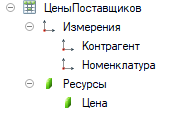 ЦеныПоставщиков
Измерения
Контрагент
Номенклатура
Ресурсы
Цена